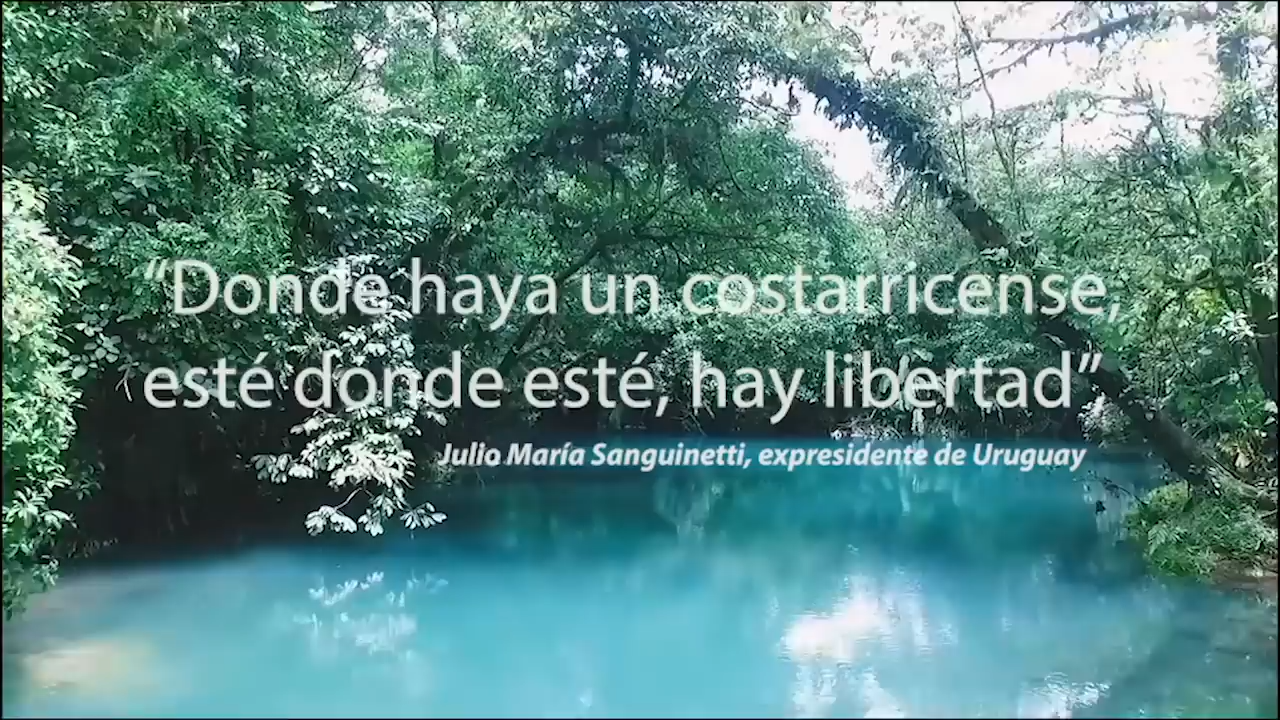 “Donde haya un costarricense,
esté donde esté, hay libertad”
Julio María Sanguinetti, expresidente de Uruguay